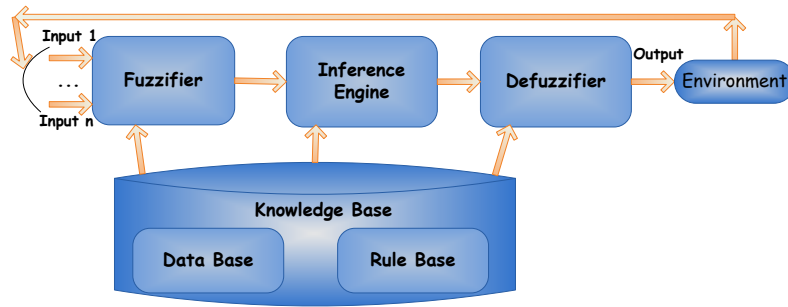 Input 1
...
Input n
Fuzzifier
Inference
Engine
Defuzzifier
Output
Environment
Knowledge Base
Data Base
Rule Base